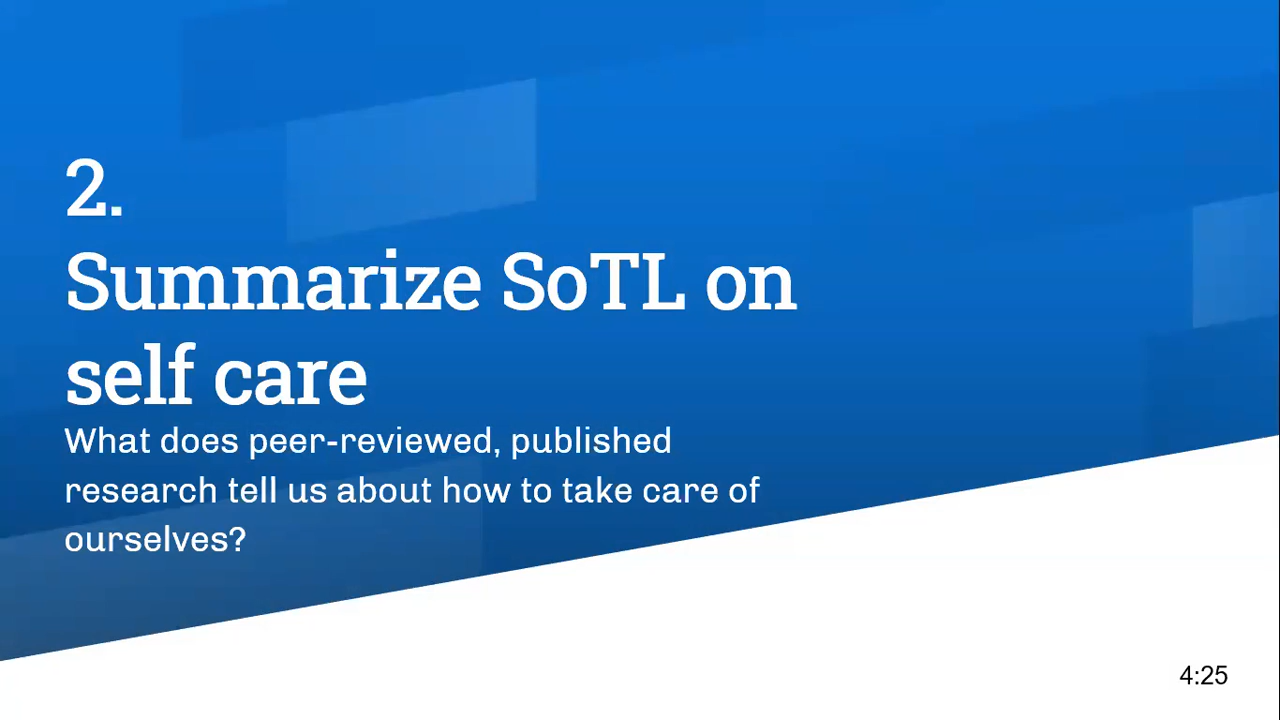 2.
Summarize SoTL on
self care
What does peer-reviewed, published
research tell us about how to take care of
ourselves?
4:25